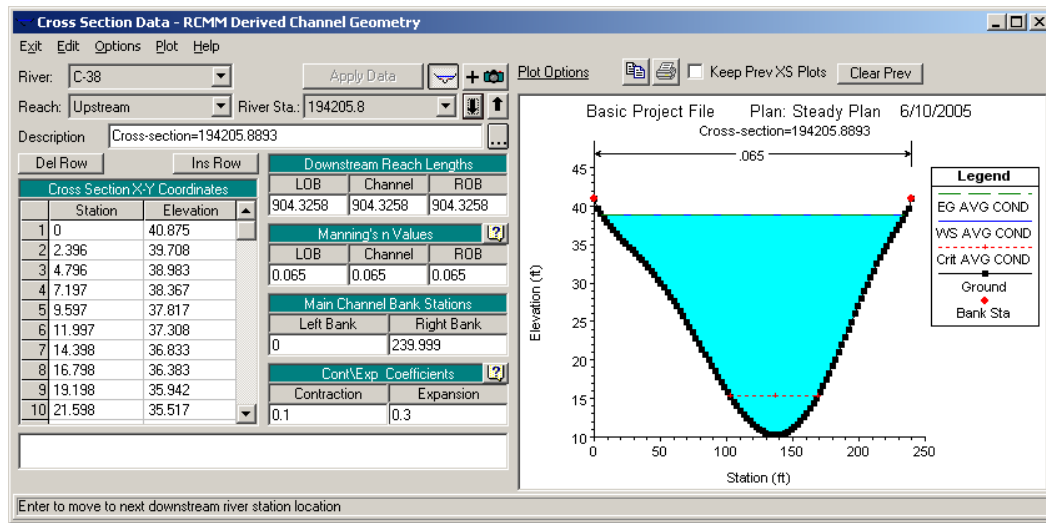 Cross Section Data - RCMM Derived Channel Geometry
Exit Edit Options Plot Help
River: C-38 Apply Data
Reach: Upstream River Sta.: 194205.8
Description Cross-section=194205.8893 ...
Del Row Ins Row
Cross Section X-Y Coordinates
Station Elevation
1 0 40.875
2 2.396 39.708
3 4.796 38.983
4 7.197 38.367
5 9.597 37.817
6 11.997 37.308
7 14.398 36.833
8 16.798 36.383
9 19.198 35.942
10 21.598 35.517
Downstream Reach Lengths
LOB Channel ROB
904.3258 904.3258 904.3258
Manning's n Values ?
LOB Channel ROB
0.065 0.065 0.065
Main Channel Bank Stations
Left Bank Right Bank
0 239.999
Cont\Exp Coefficients ?
Contraction Expansion
0.1 0.3
Plot Options Keep Prev XS Plots Clear Prev
Basic Project File Plan: Steady Plan 6/10/2005
Cross-section=194205.8893
.065
45
40
35
30
25
20
15
10
Elevation (ft)
0 50 100 150 200 250
Station (ft)
Legend
EG AVG COND
WS AVG COND
Crit AVG COND
Ground
Bank Sta
Enter to move to next downstream river station location